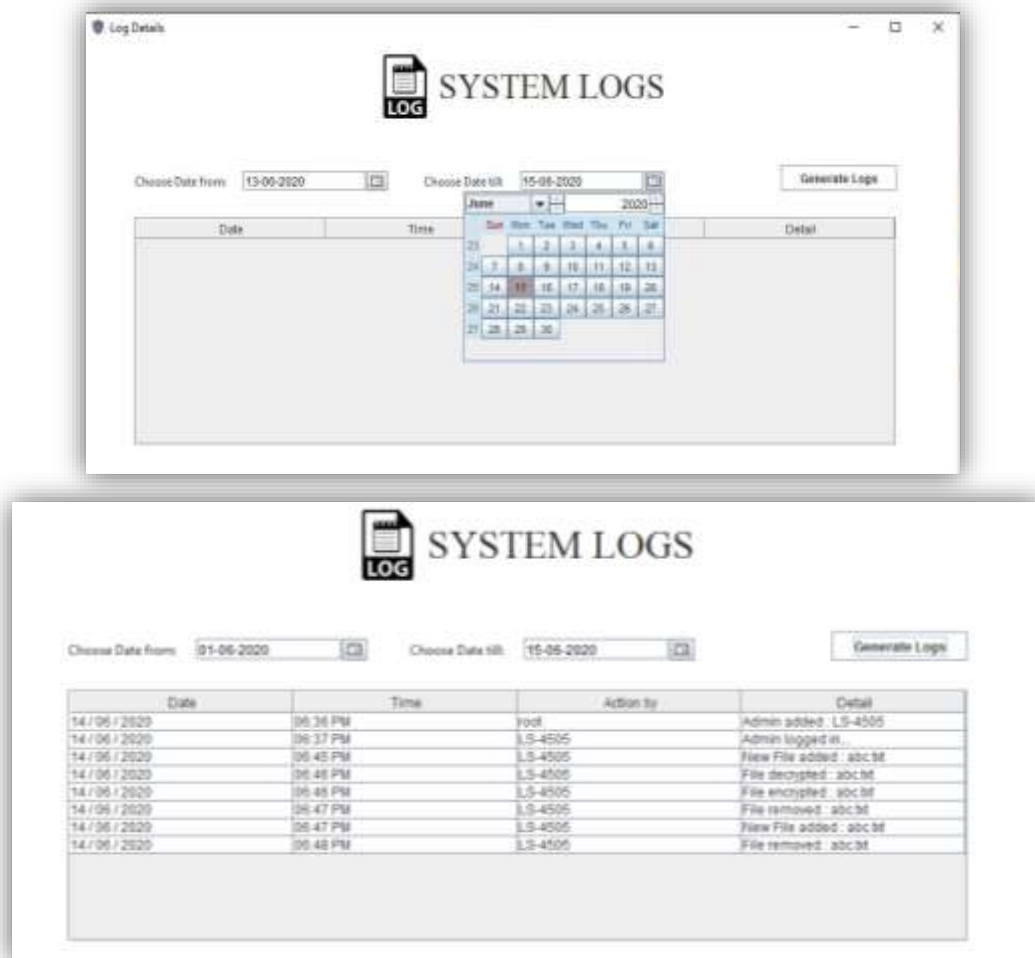 Log Details
LOG
SYSTEM LOGS
Choose Date from: 13-06-2020 Choose Date till: 15-06-2020 Generate Logs
June 2020
Date Time Detail
Sun Mon Tue Wed Thu Fri Sat
23 1 2 3 4 5 6
24 7 8 9 10 11 12 13
25 14 15 16 17 18 19 20
26 21 22 23 24 25 26 27
27 28 29 30
LOG
SYSTEM LOGS
Choose Date from: 01-06-2020 Choose Date till: 15-06-2020 Generate Logs
Date Time Action by Detail
14 / 06 / 2020 06:36 PM root Admin added : LS-4505
14 / 06 / 2020 06:37 PM LS-4505 Admin logged in...
14 / 06 / 2020 06:45 PM LS-4505 New File added : abc.txt
14 / 06 / 2020 06:46 PM LS-4505 File decrypted : abc.txt
14 / 06 / 2020 06:46 PM LS-4505 File encrypted : abc.txt
14 / 06 / 2020 06:47 PM LS-4505 File removed : abc.txt
14 / 06 / 2020 06:47 PM LS-4505 New File added : abc.txt
14 / 06 / 2020 06:48 PM LS-4505 File removed : abc.txt